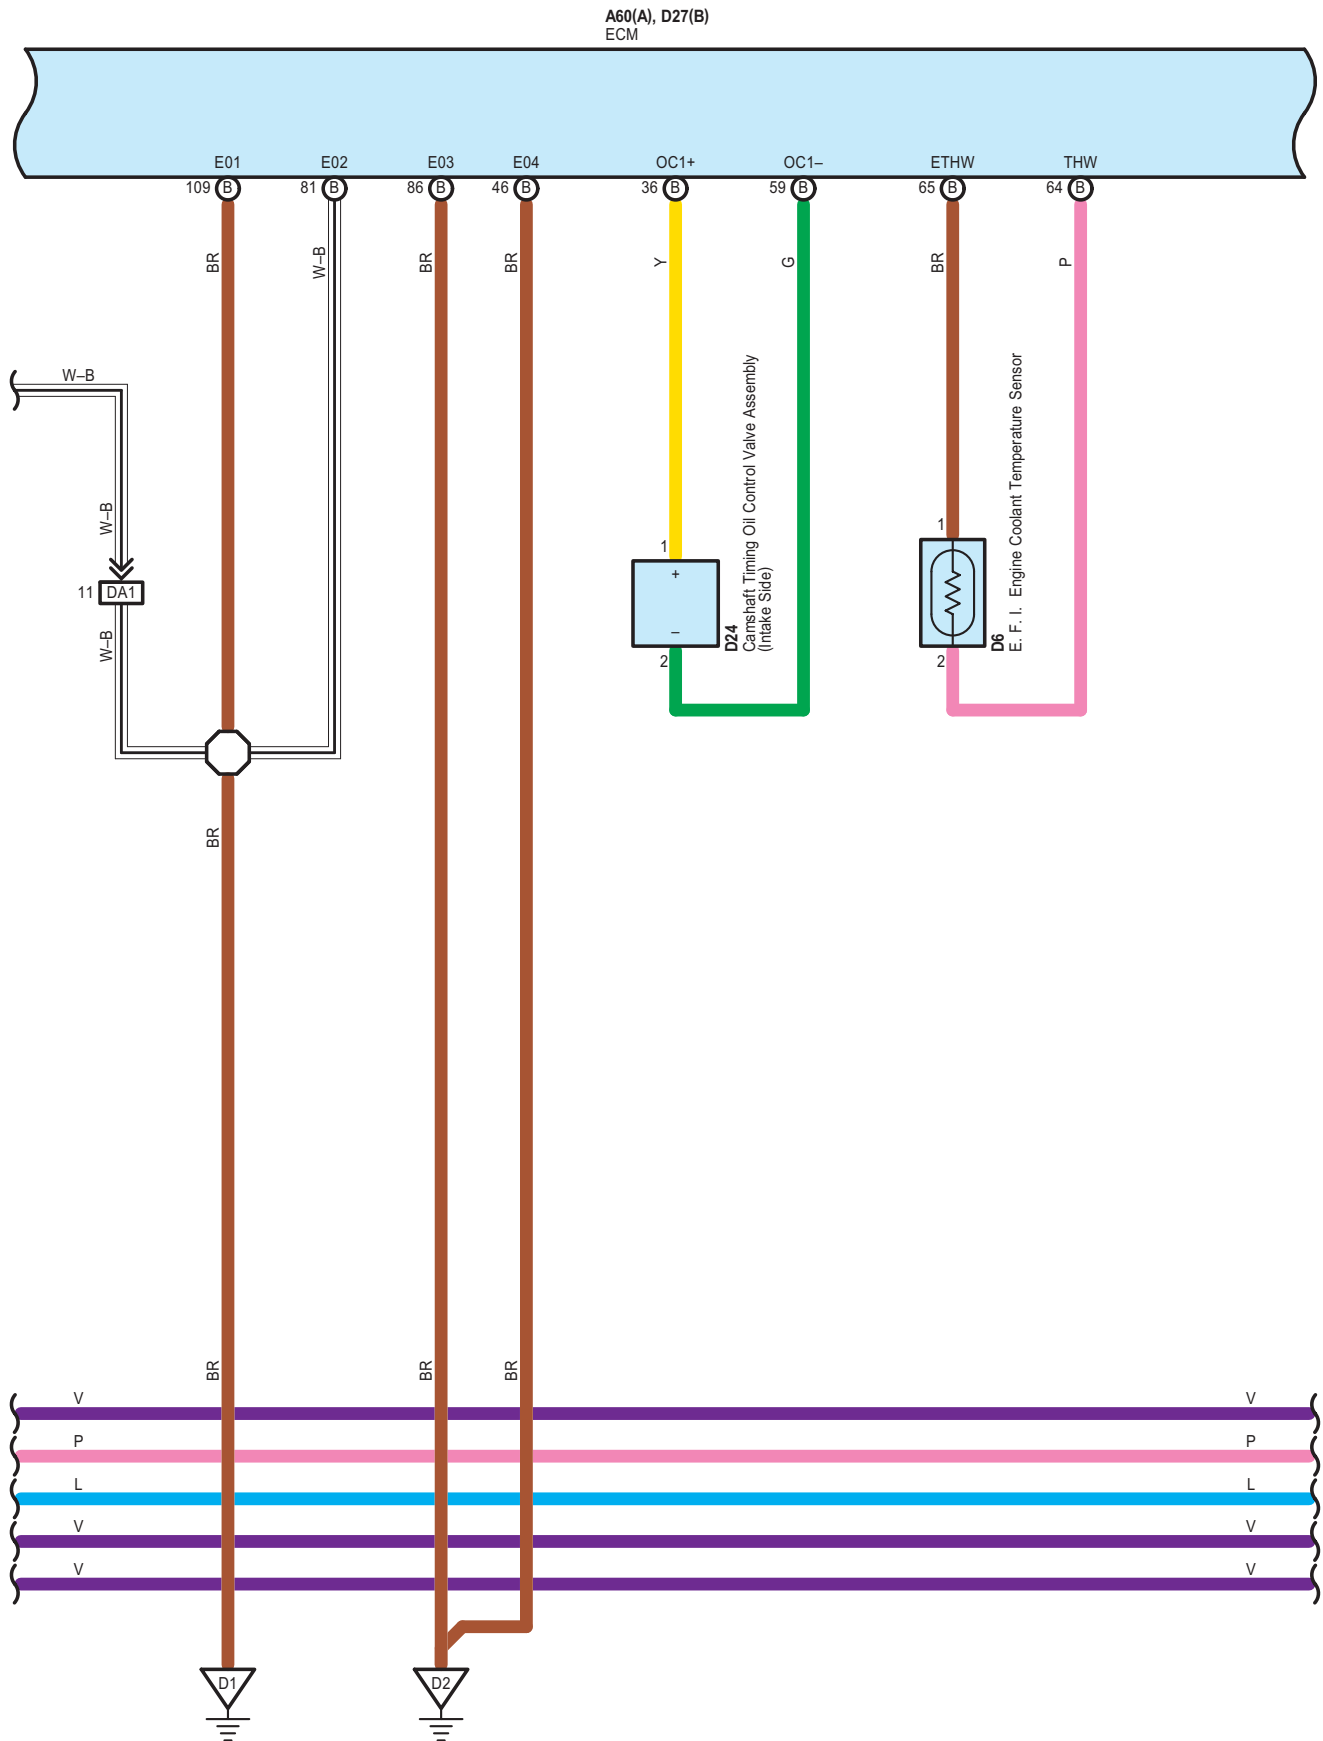 A60(A), D27(B)
ECM
E01 E02 E03 E04 OC1+ OC1– ETHW THW
109 B 81 B 86 B 46 B 36 B 59 B 65 B 64 B
BR W–B BR BR Y G BR P
W–B
W–B
11 DA1
W–B
1
+
–
2
D24
Camshaft Timing Oil Control Valve Assembly
(Intake Side)
1
2
D6
E. F. I. Engine Coolant Temperature Sensor
BR
BR BR BR
V V
P P
L L
V V
V V
D1 D2